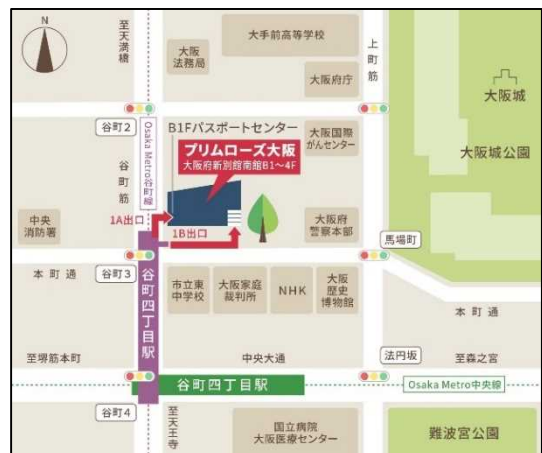 N
至天満橋
大阪
法務局
大手前高等学校
大阪府庁
上町筋
大阪城
大阪城公園
谷町2
Osaka Metro谷町線
B1Fパスポートセンター
プリムローズ大阪
大阪府新別館南館B1～4F
大阪国際
がんセンター
谷町筋
中央
消防署
1A出口
1B出口
大阪府
警察本部
馬場町
本町通
谷町3
谷町四丁目駅
市立東
中学校
大阪家庭
裁判所
NHK
大阪
歴史
博物館
本町通
至堺筋本町
中央大通
法円坂
至森之宮
谷町四丁目駅
Osaka Metro中央線
谷町4
至天王寺
国立病院
大阪医療センター
難波宮公園